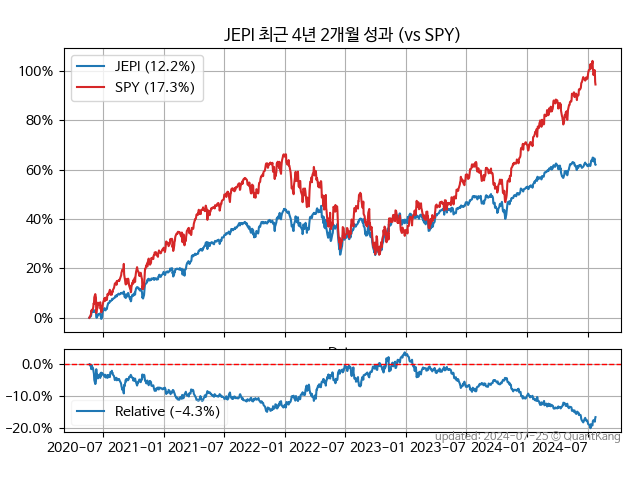 JEPI 최근 4년 2개월 성과 (vs SPY)
JEPI (12.2%)
SPY (17.3%)
100%
80%
60%
40%
20%
0%
0.0%
−10.0%
−20.0%
Relative (−4.3%)
updated: 2024-07-25 © QuantKang
2020-07 2021-01 2021-07 2022-01 2022-07 2023-01 2023-07 2024-01 2024-07